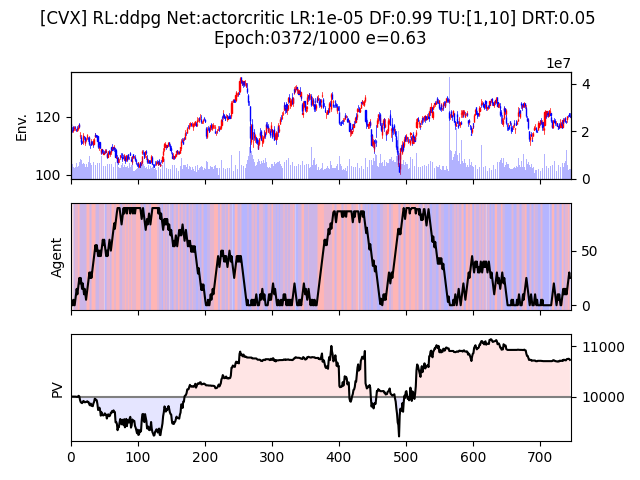 [CVX] RL:ddpg Net:actorcritic LR:1e-05 DF:0.99 TU:[1,10] DRT:0.05
Epoch:0372/1000 e=0.63
1e7
Env.
120
100
4
2
0
Agent
50
0
PV
11000
10000
0 100 200 300 400 500 600 700